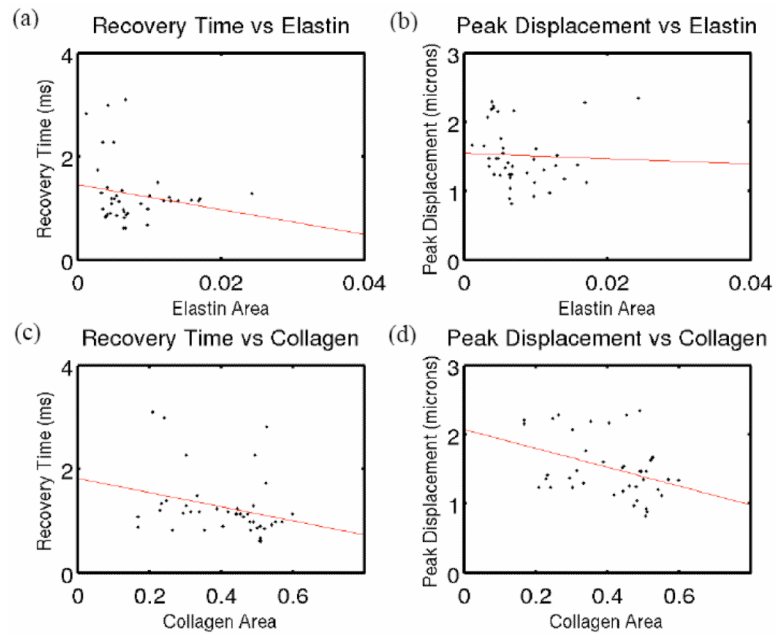 (a) Recovery Time vs Elastin
4
2
0
Recovery Time (ms)
0 0.02 0.04
Elastin Area
(b) Peak Displacement vs Elastin
3
2
1
0
Peak Displacement (microns)
0 0.02 0.04
Elastin Area
(c) Recovery Time vs Collagen
4
2
0
Recovery Time (ms)
0 0.2 0.4 0.6
Collagen Area
(d) Peak Displacement vs Collagen
3
2
1
0
Peak Displacement (microns)
0 0.2 0.4 0.6
Collagen Area